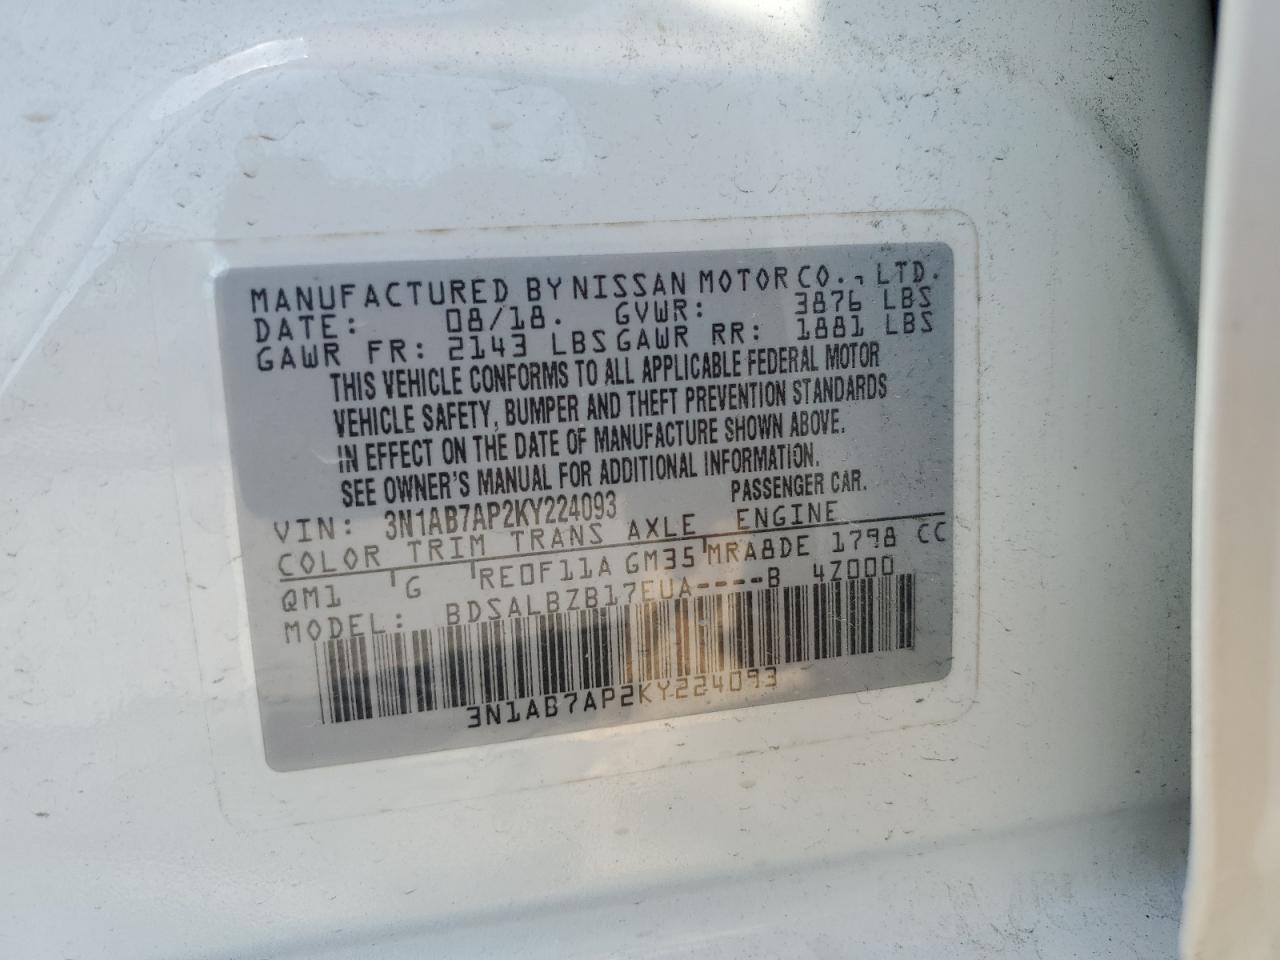 MANUFACTURED BY NISSAN MOTOR CO., LTD.
DATE: 08/18. GVWR: 3876 LBS
GAWR FR: 2143 LBS GAWR RR: 1881 LBS
THIS VEHICLE CONFORMS TO ALL APPLICABLE FEDERAL MOTOR
VEHICLE SAFETY, BUMPER AND THEFT PREVENTION STANDARDS
IN EFFECT ON THE DATE OF MANUFACTURE SHOWN ABOVE.
SEE OWNER'S MANUAL FOR ADDITIONAL INFORMATION.
VIN: 3N1AB7AP2KY224093 PASSENGER CAR.
COLOR TRIM TRANS AXLE ENGINE
QM1 G RE0F11A GM35 MRA8DE 1798 CC
MODEL: BDSALBZB17EUA----B 4Z000
3N1AB7AP2KY224093